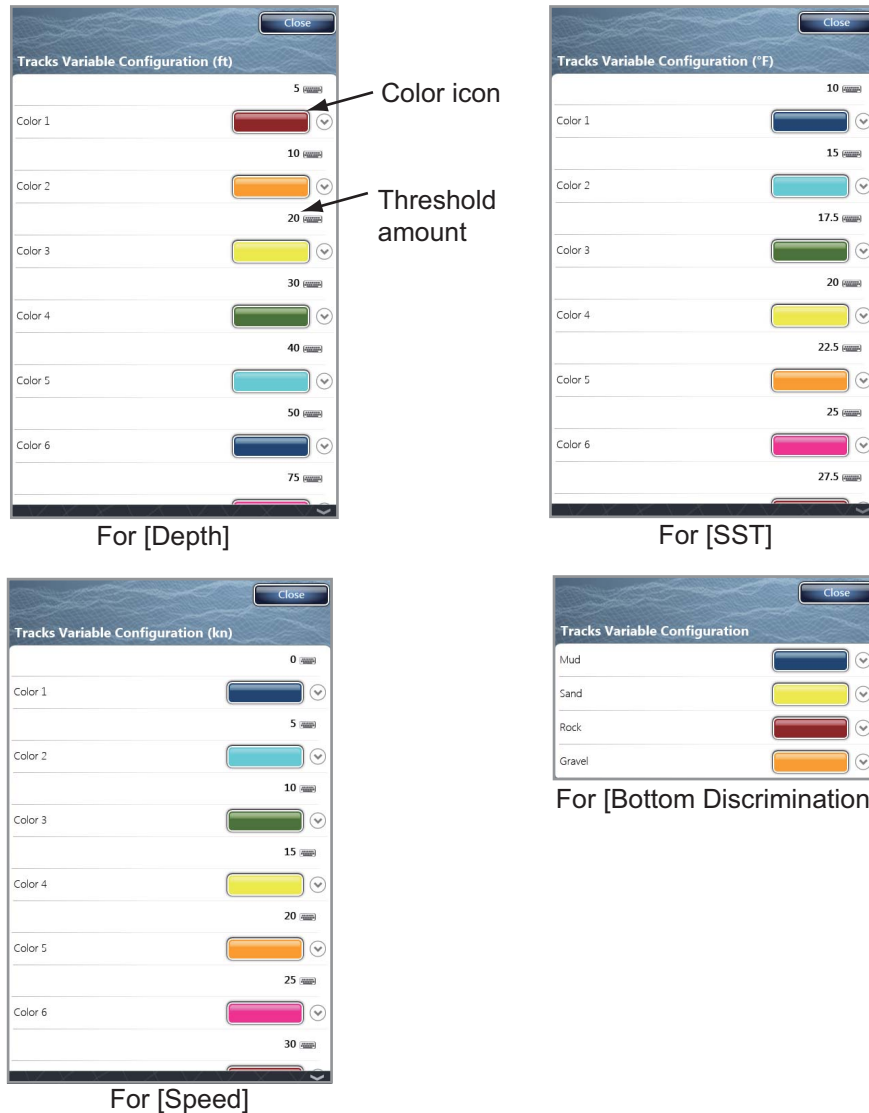 Close
Tracks Variable Configuration (ft)
5
Color 1
10
Color 2
20
Color 3
30
Color 4
40
Color 5
50
Color 6
75
Color icon
Threshold
amount
For [Depth]
Close
Tracks Variable Configuration (°F)
10
Color 1
15
Color 2
17.5
Color 3
20
Color 4
22.5
Color 5
25
Color 6
27.5
For [SST]
Close
Tracks Variable Configuration (kn)
0
Color 1
5
Color 2
10
Color 3
15
Color 4
20
Color 5
25
Color 6
30
For [Speed]
Close
Tracks Variable Configuration
Mud
Sand
Rock
Gravel
For [Bottom Discrimination